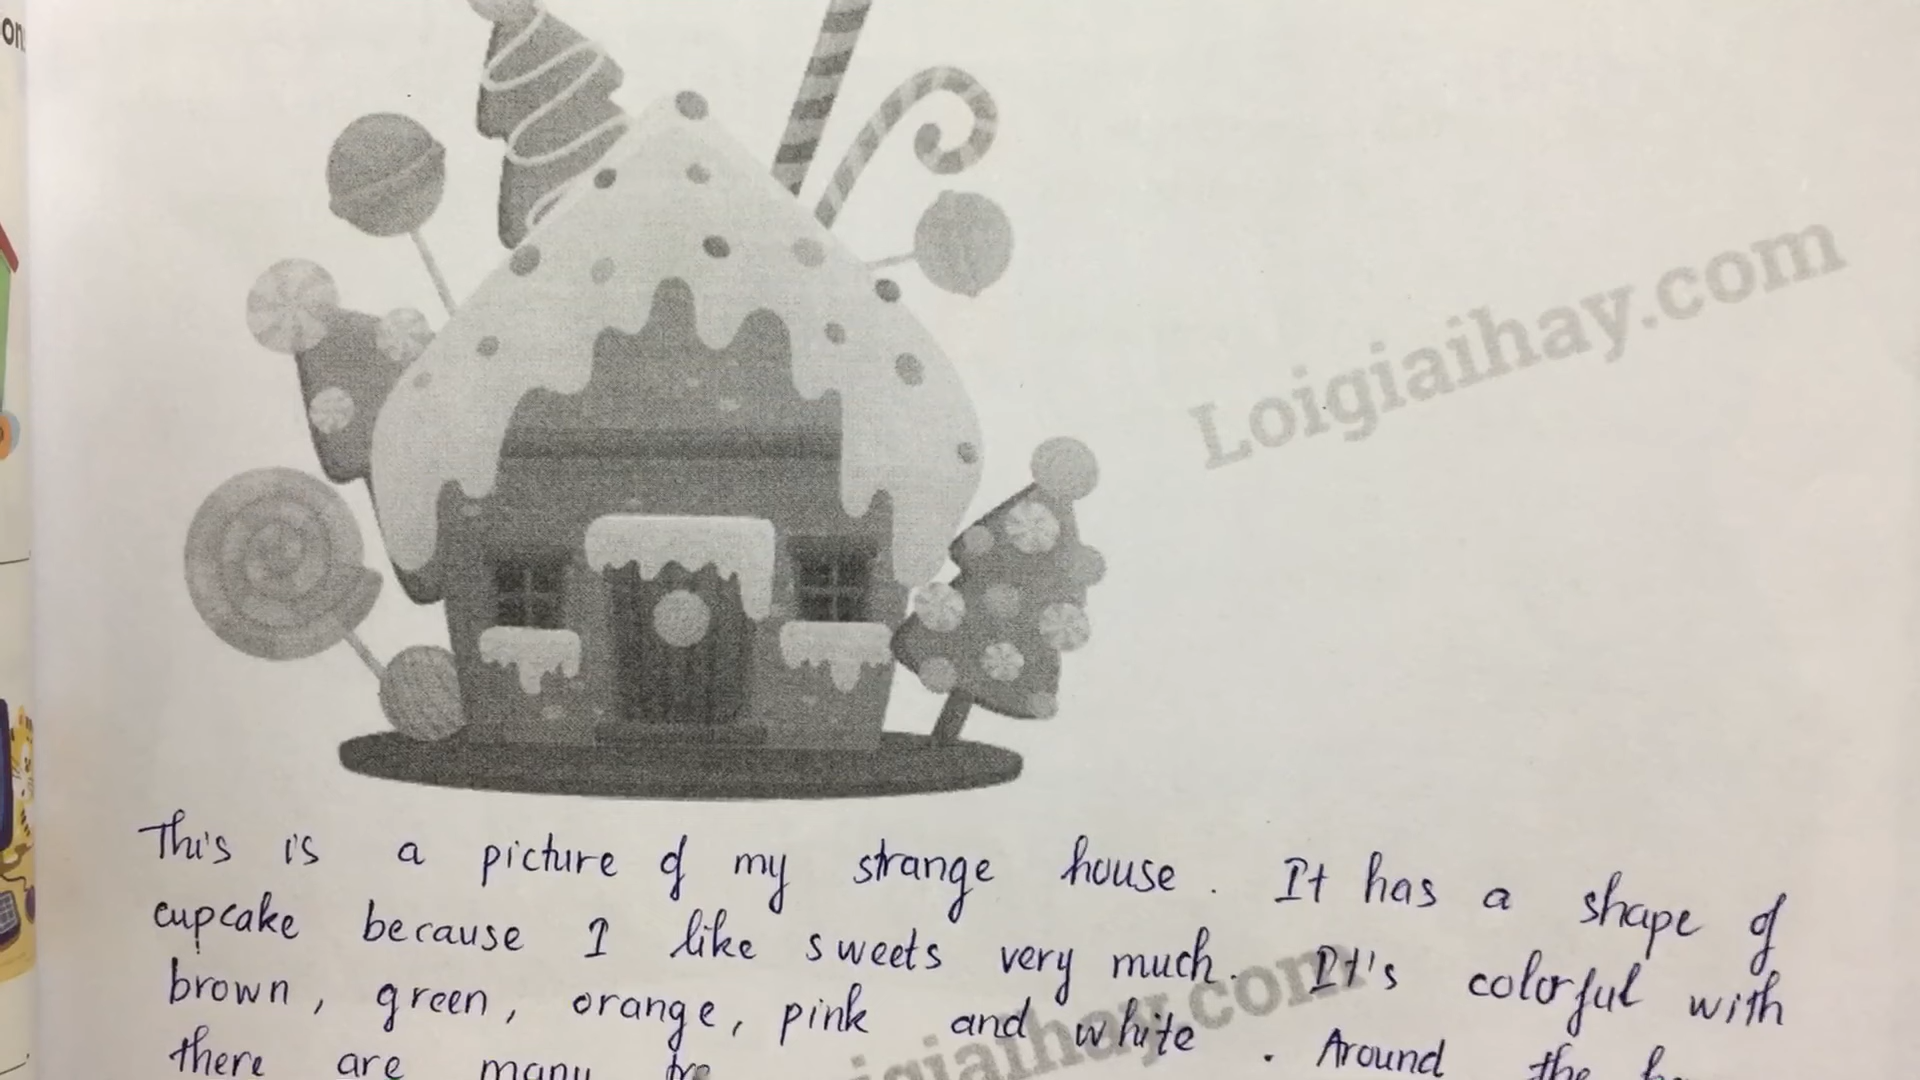 on
Loigiaihay.com
This is a picture of my strange house. It has a shape of
cupcake because I like sweets very much. It's colorful with
brown, green, orange, pink and white. Around the
there are many